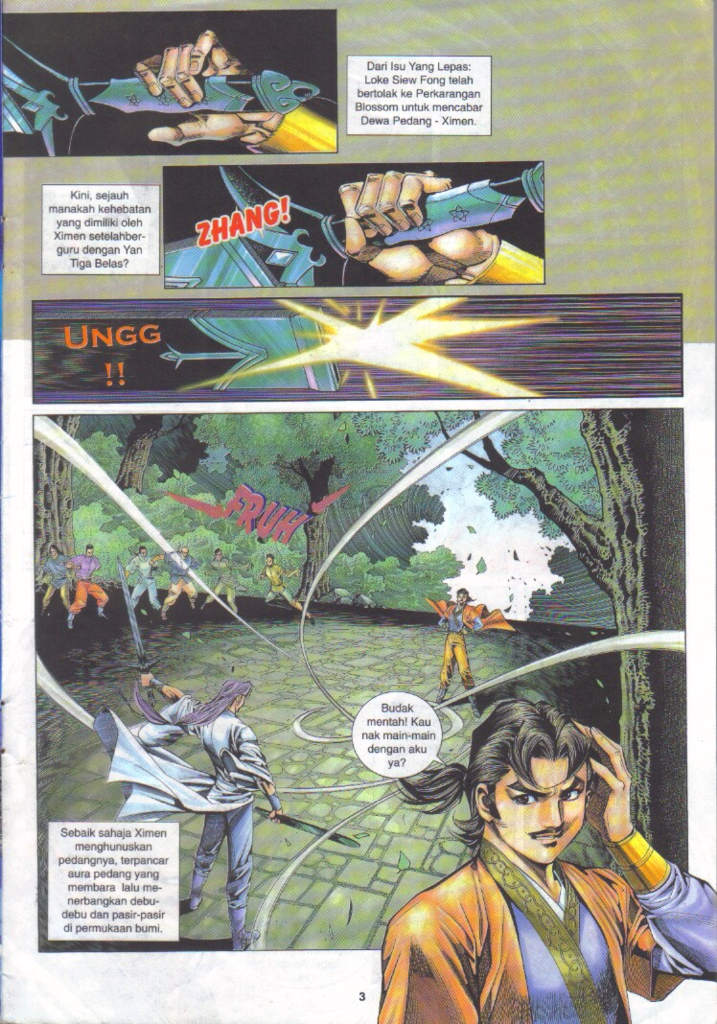 Dari Isu Yang Lepas:
Loke Siew Fong telah
bertolak ke Perkarangan
Blossom untuk mencabar
Dewa Pedang - Ximen.
Kini, sejauh
manakah kehebatan
yang dimiliki oleh
Ximen setelahber-
guru dengan Yan
Tiga Belas?
ZHANG!
UNGG
!!
FRUH
Budak
mentah! Kau
nak main-main
dengan aku
ya?
Sebaik sahaja Ximen
menghunuskan
pedangnya, terpancar
aura pedang yang
membara lalu me-
nerbangkan debu-
debu dan pasir-pasir
di permukaan bumi.
3